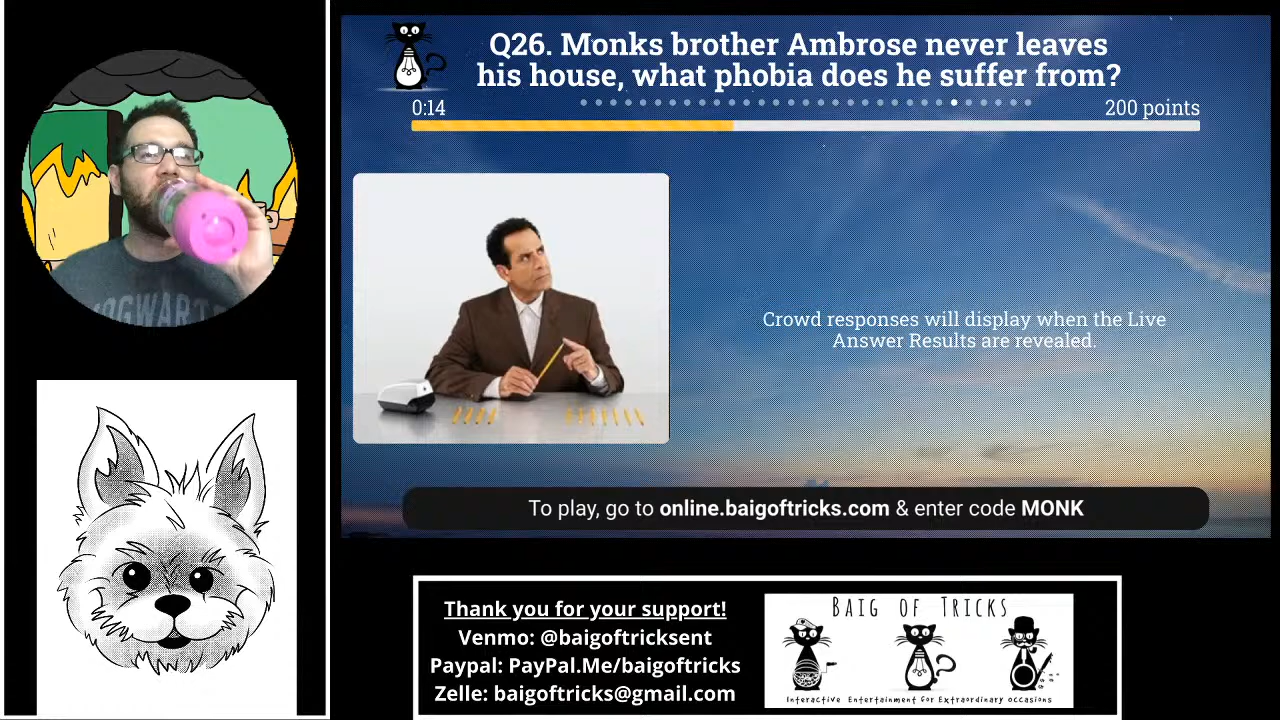 Q26. Monks brother Ambrose never leaves
his house, what phobia does he suffer from?
0:14
200 points
HOGWARTS
Crowd responses will display when the Live
Answer Results are revealed.
To play, go to online.baigoftricks.com & enter code MONK
Thank you for your support!
Venmo: @baigoftricksent
Paypal: PayPal.Me/baigoftricks
Zelle: baigoftricks@gmail.com
BAIG OF TRICKS
Interactive Entertainment for Extraordinary Occasions